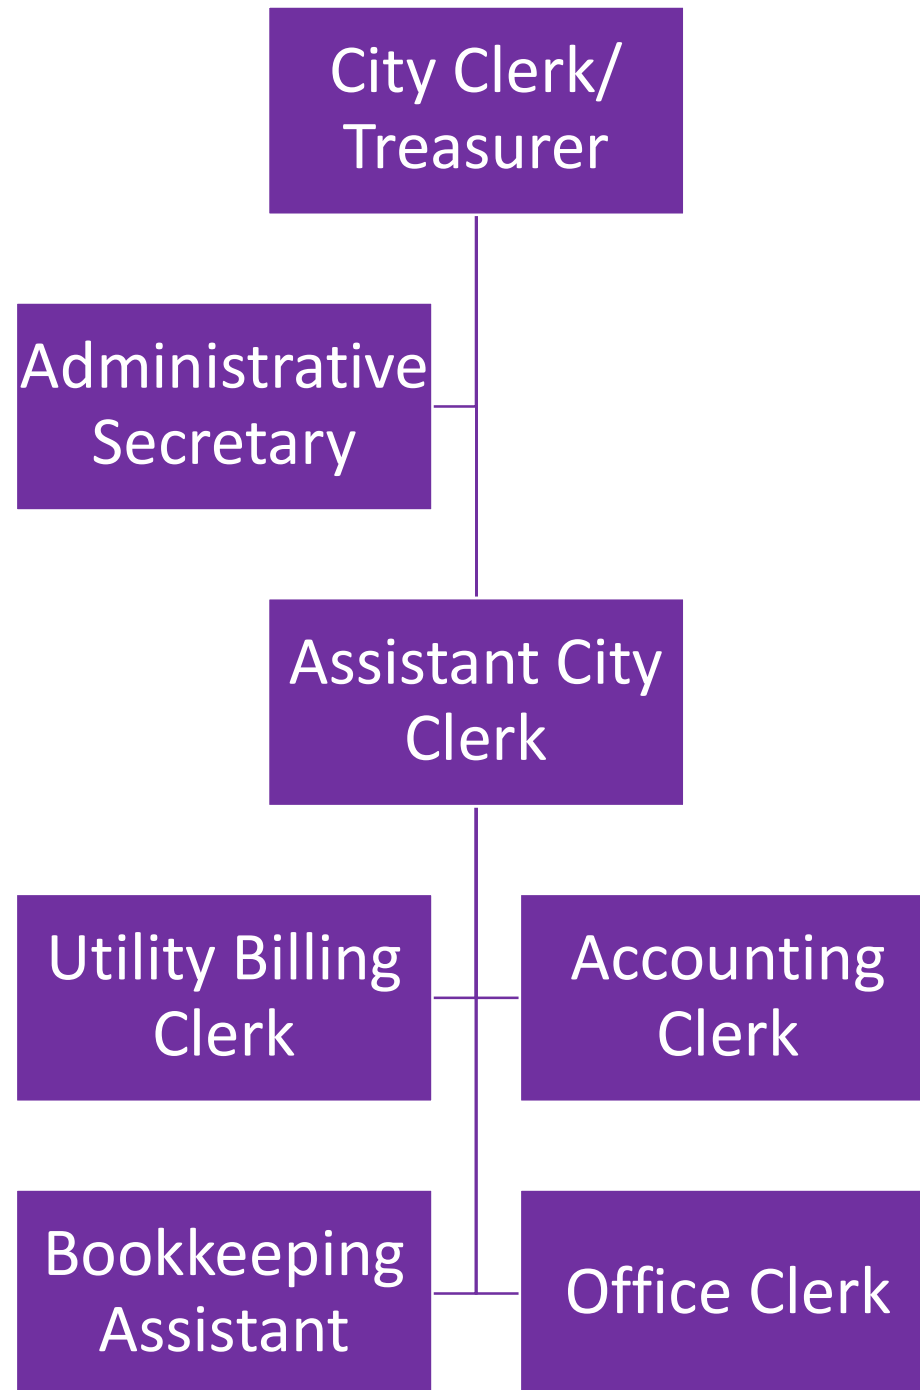 City Clerk/
Treasurer
Administrative
Secretary
Assistant City
Clerk
Utility Billing
Clerk
Accounting
Clerk
Bookkeeping
Assistant
Office Clerk